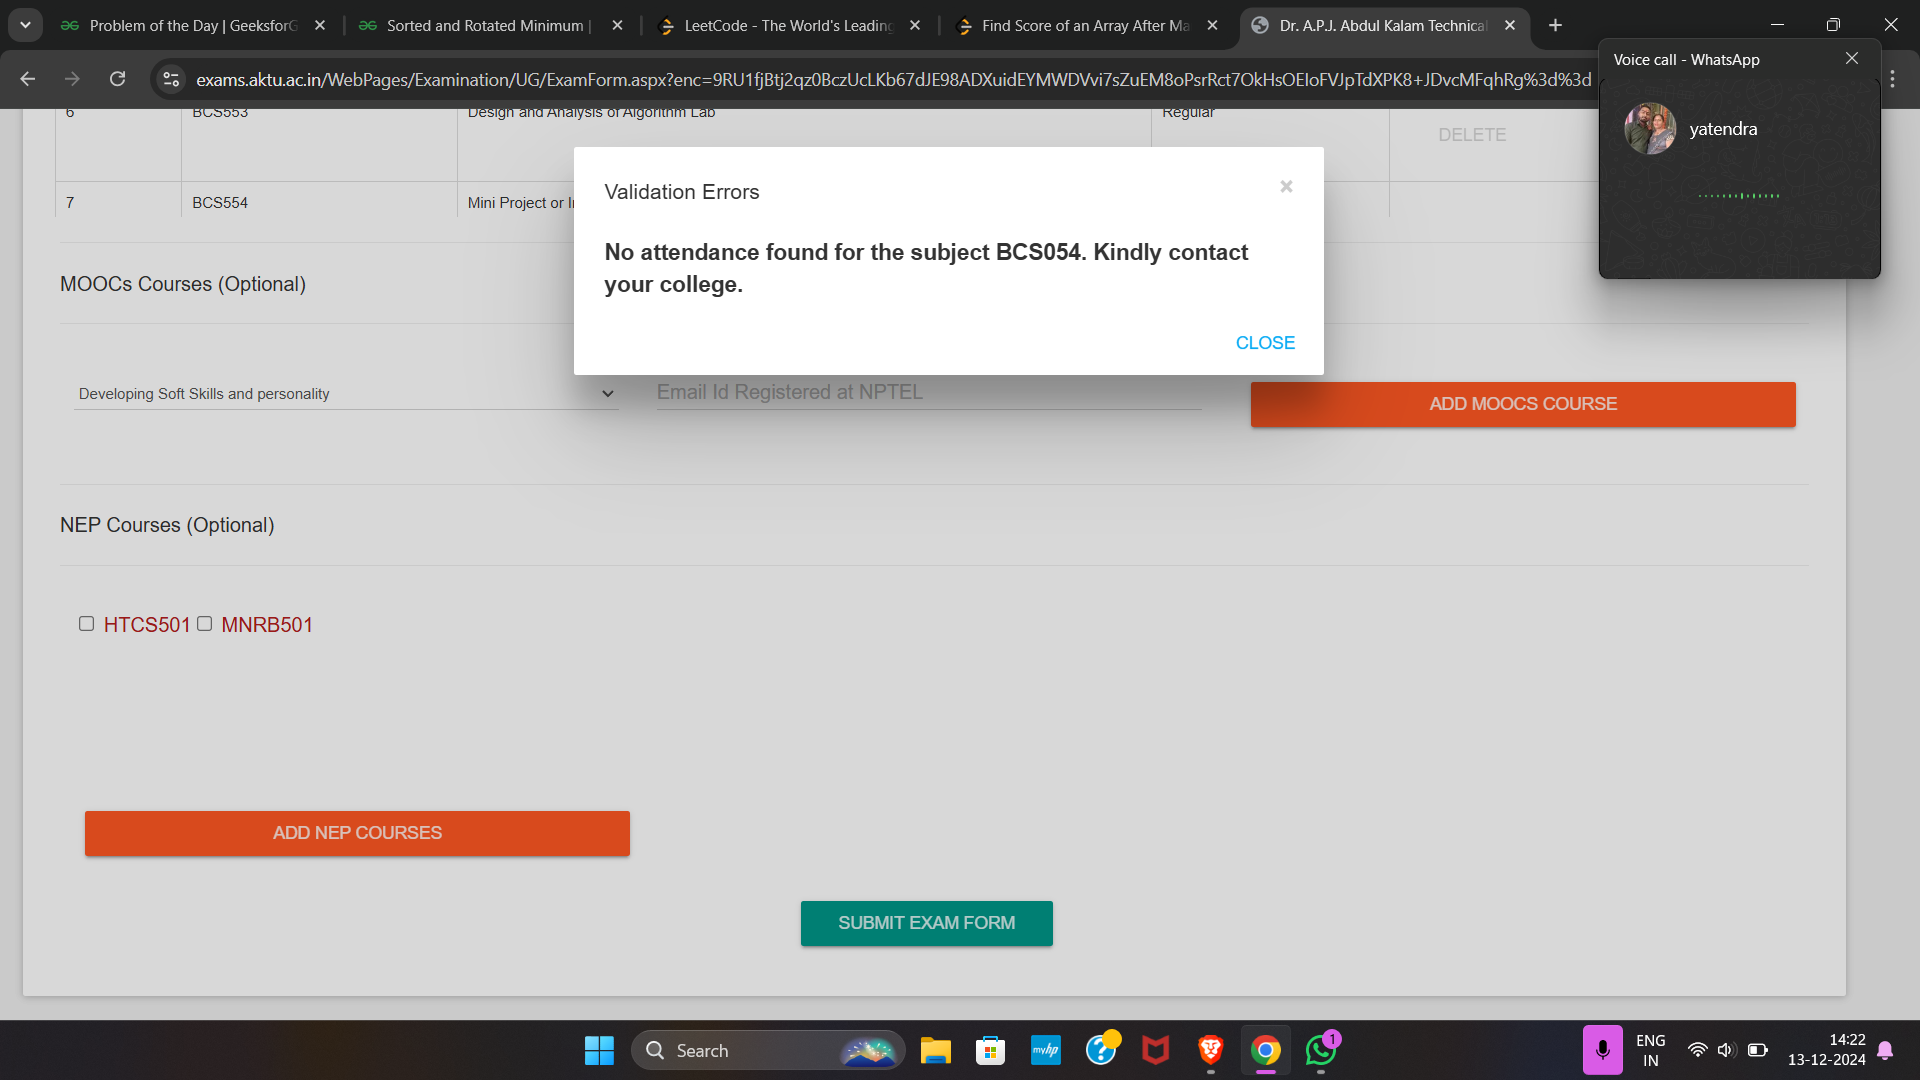 Problem of the Day | GeeksforG
Sorted and Rotated Minimum |
LeetCode - The World's Leading
Find Score of an Array After Ma
Dr. A.P.J. Abdul Kalam Technical
exams.aktu.ac.in/WebPages/Examination/UG/ExamForm.aspx?enc=9RU1fjBtj2qz0BczUcLKb67dJE98ADXuidEYMWDVvi7sZuEM8oPsrRct7OkHsOEIoFVJpTdXPK8+JDvcMFqhRg%3d%3d
Voice call - WhatsApp
yatendra
6 BCS553 Design and Analysis of Algorithm Lab Regular
DELETE
7 BCS554 Mini Project or
Validation Errors
No attendance found for the subject BCS054. Kindly contact
your college.
CLOSE
MOOCs Courses (Optional)
Developing Soft Skills and personality
Email Id Registered at NPTEL
ADD MOOCS COURSE
NEP Courses (Optional)
HTCS501 MNRB501
ADD NEP COURSES
SUBMIT EXAM FORM
Search
myhp
1
ENG
IN
14:22
13-12-2024